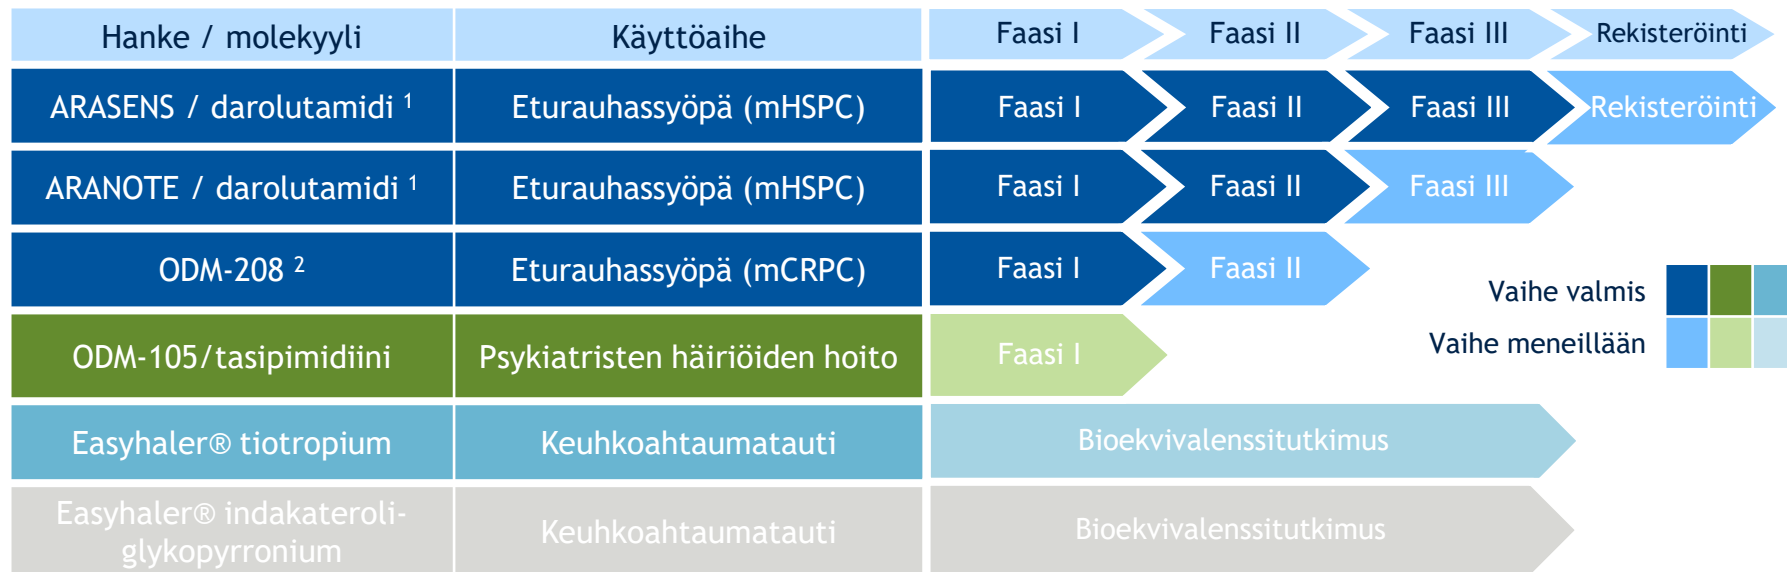 Hanke / molekyyli Käyttöaihe Faasi I Faasi II Faasi III Rekisteröinti
ARASENS / darolutamidi ¹ Eturauhassyöpä (mHSPC) Faasi I Faasi II Faasi III Rekisteröinti
ARANOTE / darolutamidi ¹ Eturauhassyöpä (mHSPC) Faasi I Faasi II Faasi III
ODM-208 ² Eturauhassyöpä (mCRPC) Faasi I Faasi II
Vaihe valmis
Vaihe meneillään
ODM-105/tasipimidiini Psykiatristen häiriöiden hoito Faasi I
Easyhaler® tiotropium Keuhkoahtaumatauti Bioekvivalenssitutkimus
Easyhaler® indakateroli-
glykopyrronium Keuhkoahtaumatauti Bioekvivalenssitutkimus